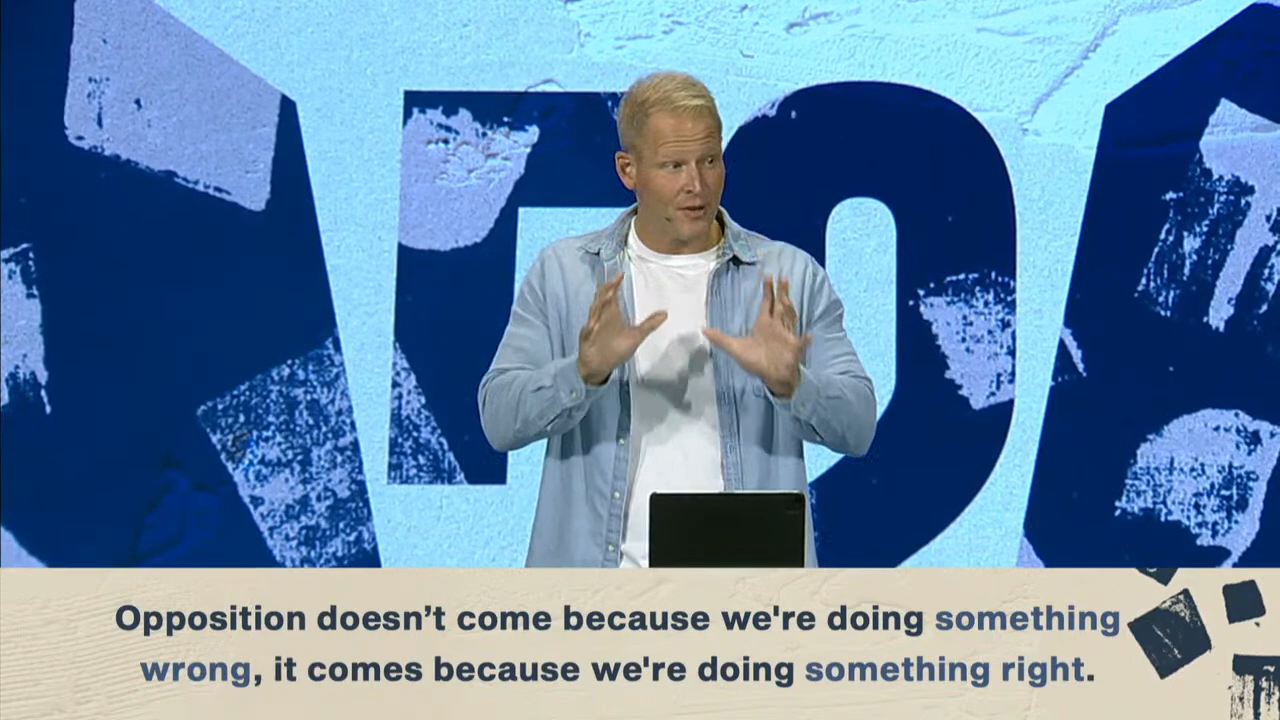 Opposition doesn’t come because we're doing something
wrong, it comes because we're doing something right.